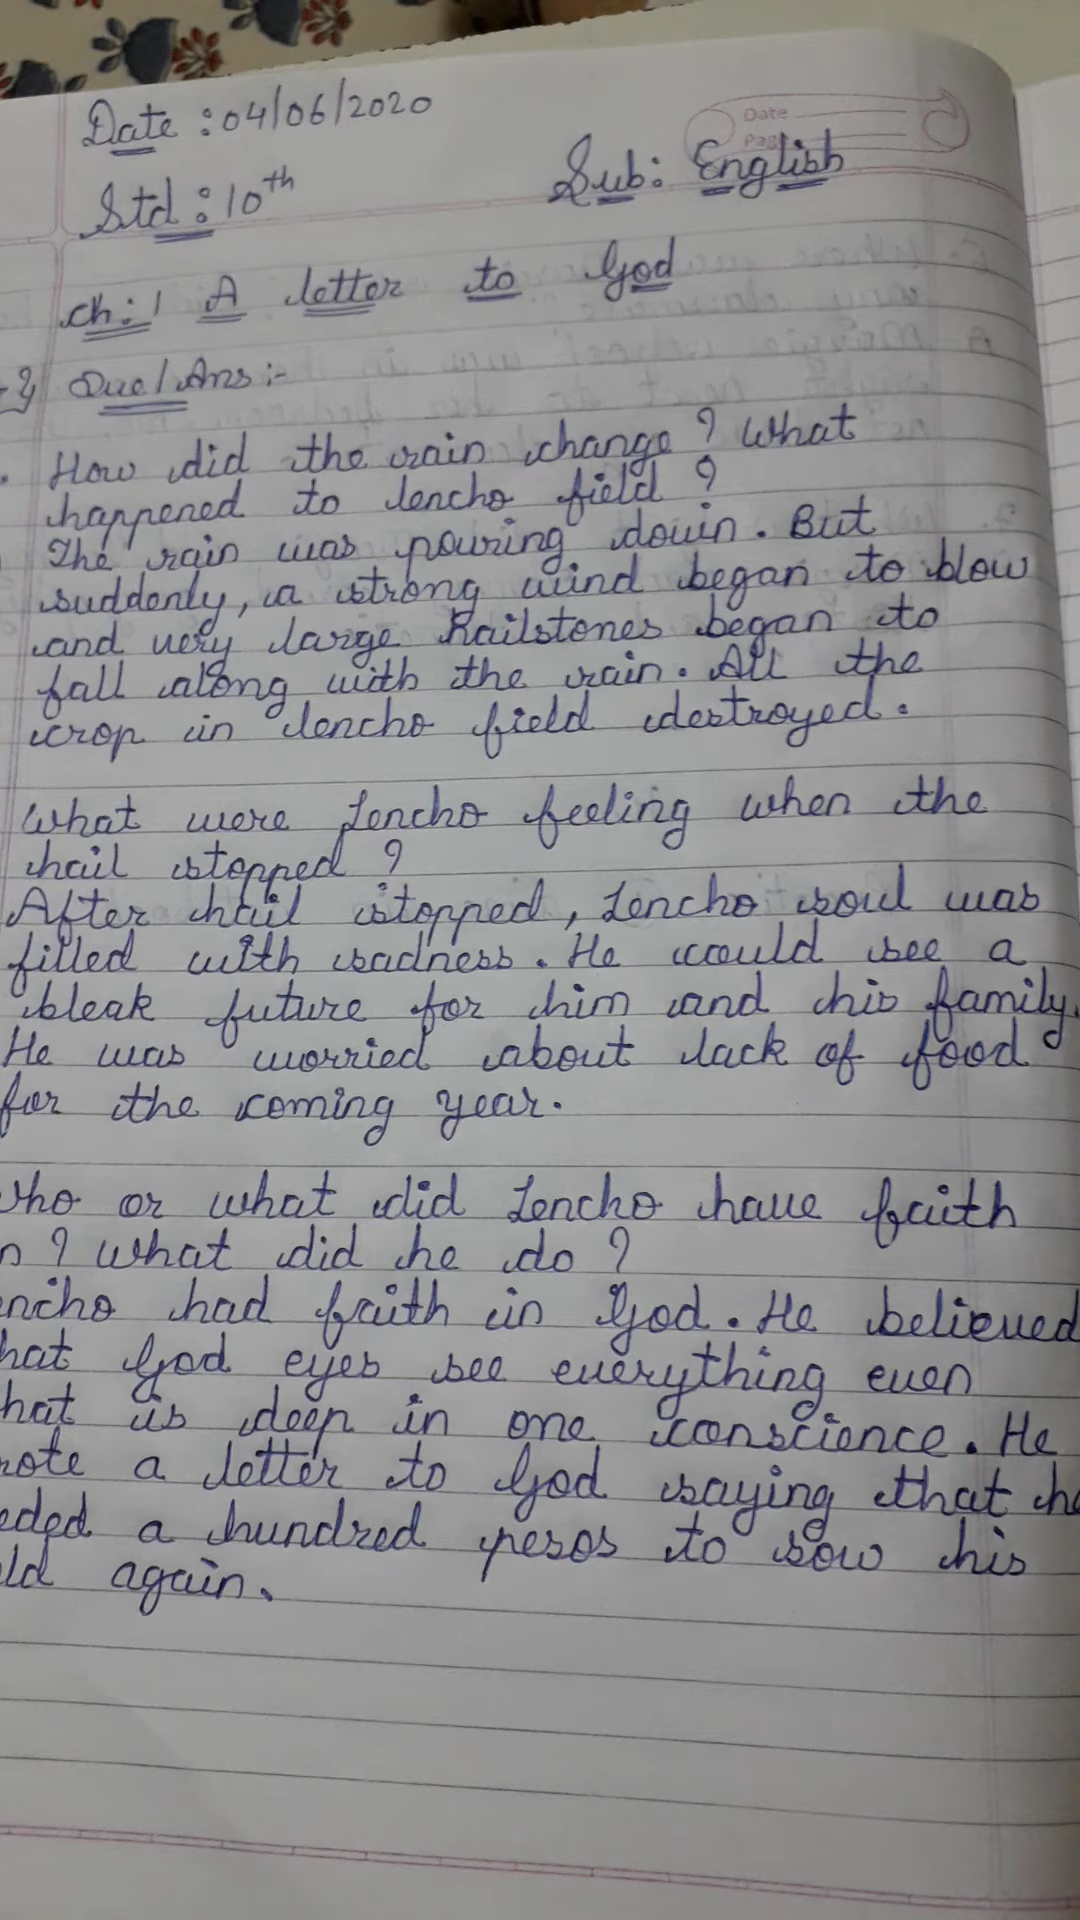 Date
Page
Date : 04/06/2020
Std : 10th
Sub : English
ch : 1 A letter to God
Que/Ans :-
How did the rain change ? What
happened to lencho field ?
The rain was pouring down. But
suddenly, a strong wind began to blow
and very large hailstones began to
fall along with the rain. All the
crop in lencho field destroyed.
What were Lencho feeling when the
hail stopped ?
After hail stopped, Lencho soul was
filled with sadness. He could see a
bleak future for him and his family.
He was worried about lack of food
for the coming year.
who or what did Lencho have faith
n ? What did he do ?
encho had faith in God. He believed
hat God eyes see everything even
hat is deep in one conscience. He
rote a letter to God saying that he
eded a hundred pesos to sow his
ld again.